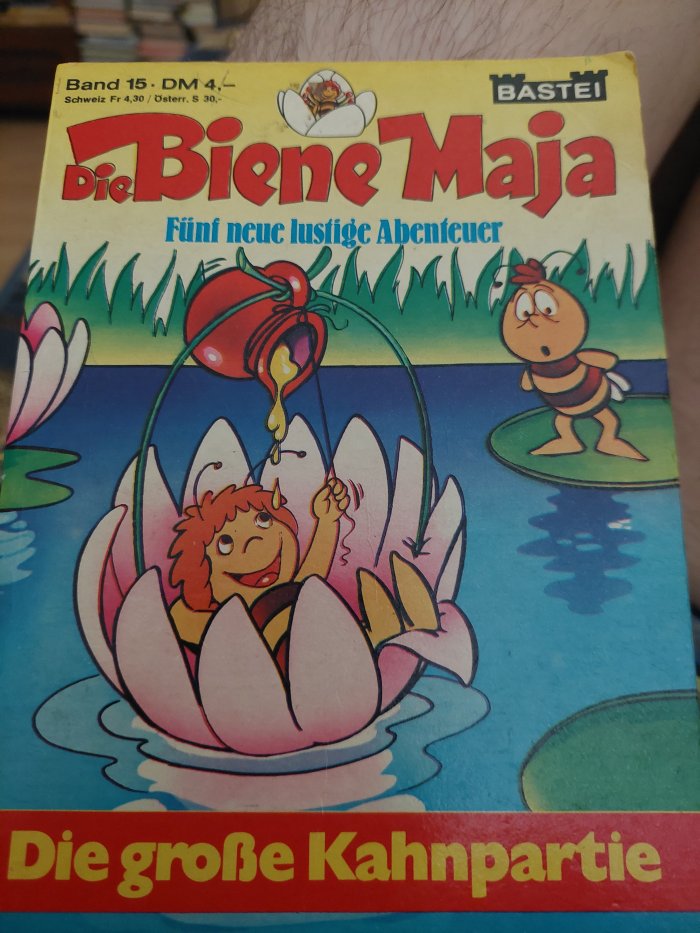 Band 15 · DM 4,–
Schweiz Fr 4,30 / Österr. S 30,-
BASTEI
Die Biene Maja
Fünf neue lustige Abenteuer
Die große Kahnpartie